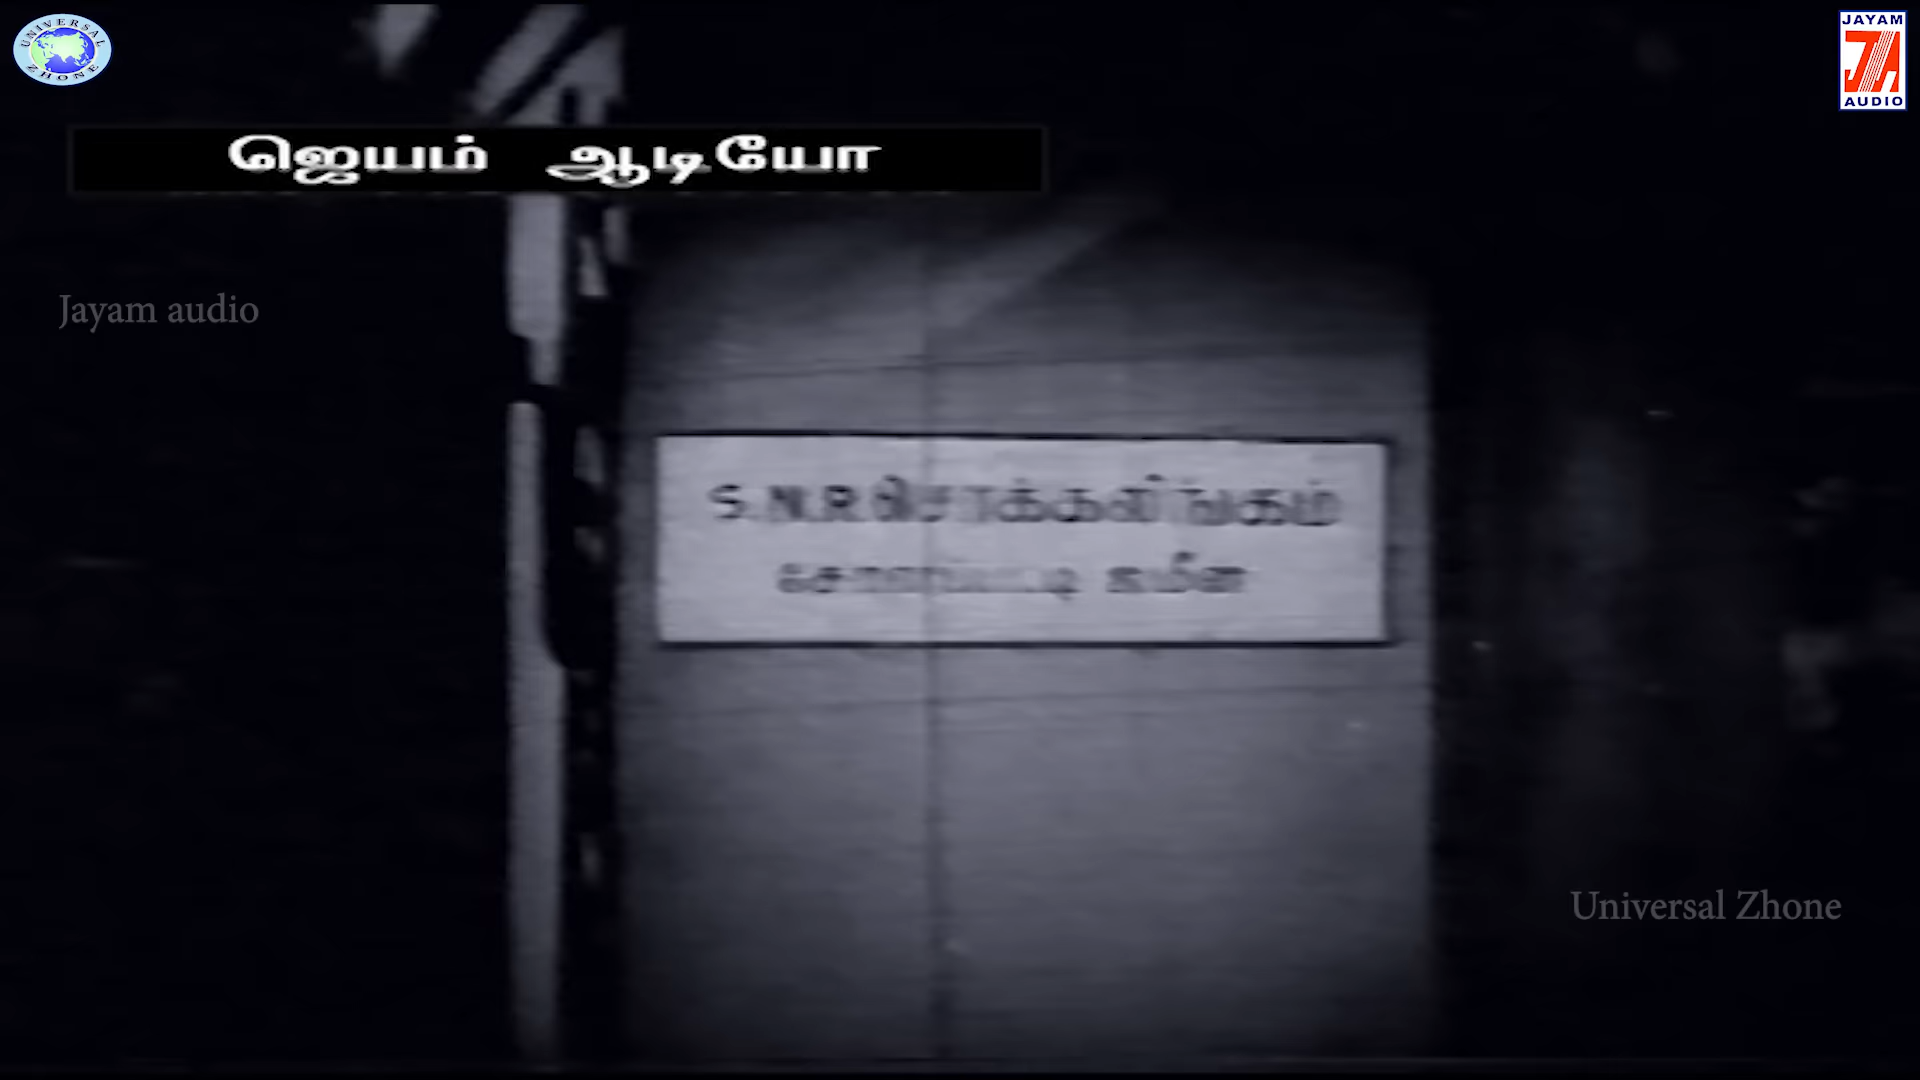 UNIVERSAL ZHONE
JAYAM
AUDIO
ஜெயம் ஆடியோ
Jayam audio
S.N.R. சொக்கலிங்கம்
Universal Zhone